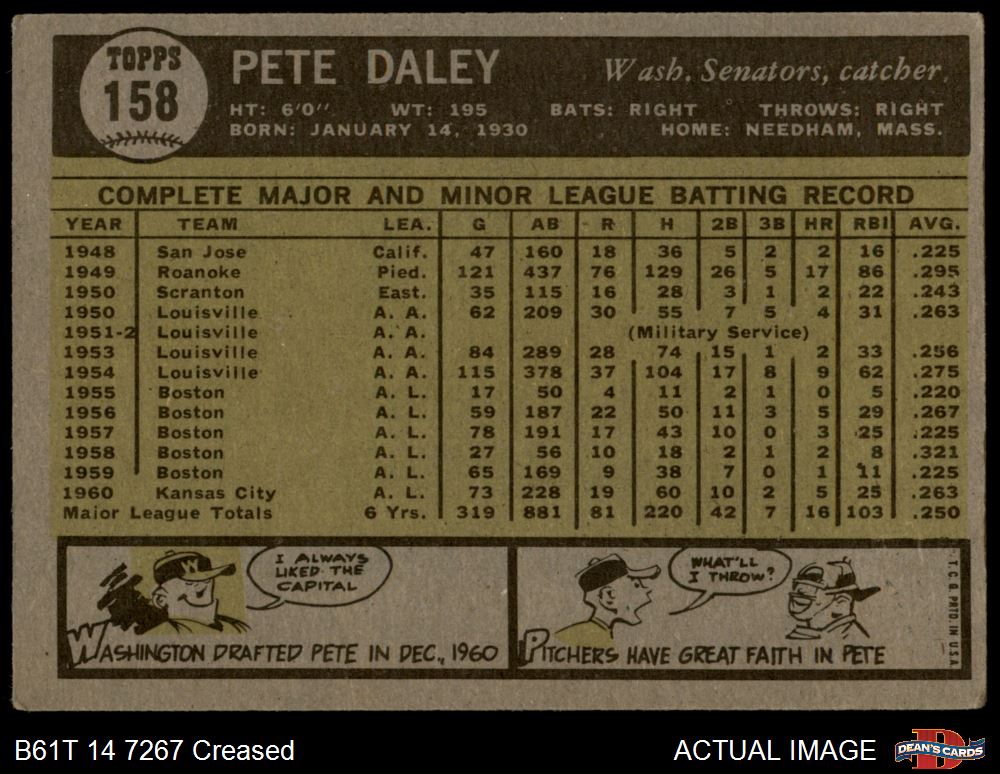 TOPPS
158
PETE DALEY
Wash. Senators, catcher
HT: 6'0" WT: 195 BATS: RIGHT THROWS: RIGHT
BORN: JANUARY 14, 1930 HOME: NEEDHAM, MASS.
COMPLETE MAJOR AND MINOR LEAGUE BATTING RECORD
YEAR TEAM LEA. G AB R H 2B 3B HR RBI AVG.
1948 San Jose Calif. 47 160 18 36 5 2 2 16 .225
1949 Roanoke Pied. 121 437 76 129 26 5 17 86 .295
1950 Scranton East. 35 115 16 28 3 1 2 22 .243
1950 Louisville A. A. 62 209 30 55 7 5 4 31 .263
1951-2 Louisville A. A. (Military Service)
1953 Louisville A. A. 84 289 28 74 15 1 2 33 .256
1954 Louisville A. A. 115 378 37 104 17 8 9 62 .275
1955 Boston A. L. 17 50 4 11 2 1 0 5 .220
1956 Boston A. L. 59 187 22 50 11 3 5 29 .267
1957 Boston A. L. 78 191 17 43 10 0 3 25 .225
1958 Boston A. L. 27 56 10 18 2 1 2 8 .321
1959 Boston A. L. 65 169 9 38 7 0 1 11 .225
1960 Kansas City A. L. 73 228 19 60 10 2 5 25 .263
Major League Totals 6 Yrs. 319 881 81 220 42 7 16 103 .250
W
I ALWAYS
LIKED THE
CAPITAL
WASHINGTON DRAFTED PETE IN DEC., 1960
WHAT'LL
I THROW?
PITCHERS HAVE GREAT FAITH IN PETE
T. C. G. PRTD. IN U.S.A.
B61T 14 7267 Creased
ACTUAL IMAGE
D
DEAN'S CARDS